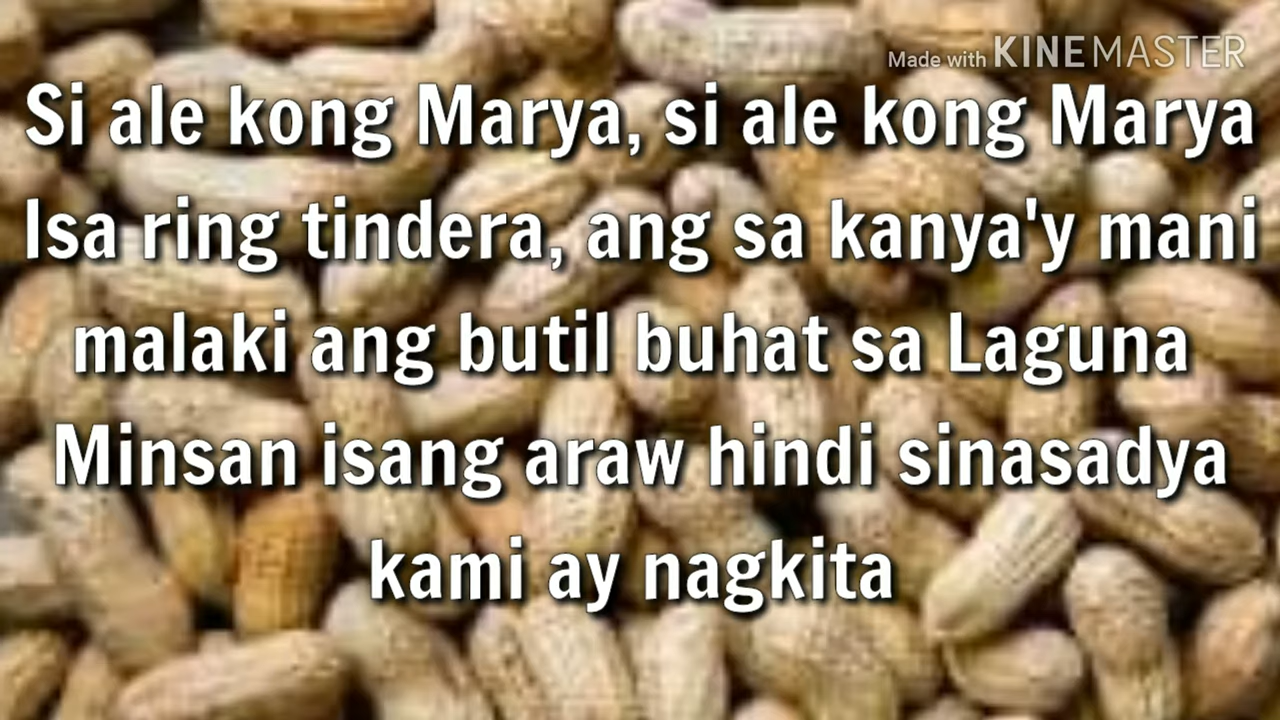 Made with KINEMASTER
Si ale kong Marya, si ale kong Marya
Isa ring tindera, ang sa kanya'y mani
malaki ang butil buhat sa Laguna
Minsan isang araw hindi sinasadya
kami ay nagkita